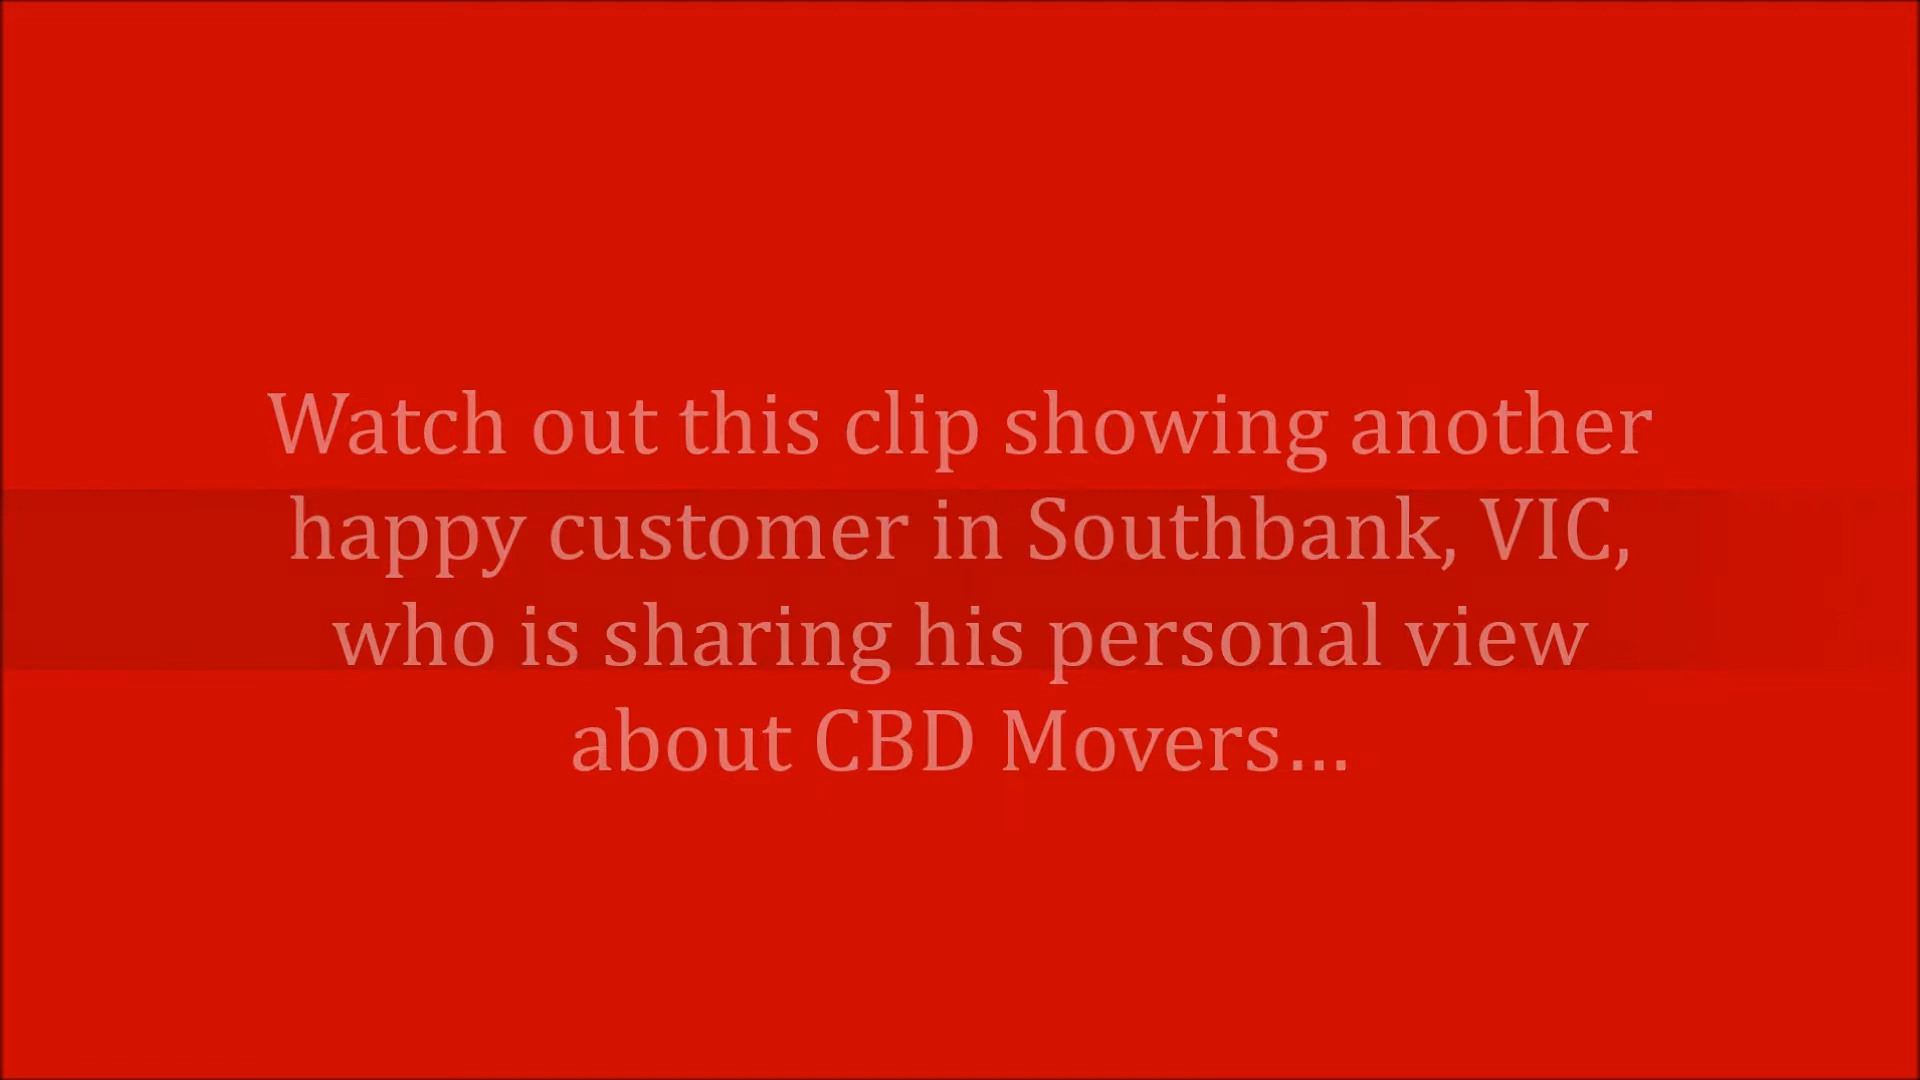 Watch out this clip showing another
happy customer in Southbank, VIC,
who is sharing his personal view
about CBD Movers...